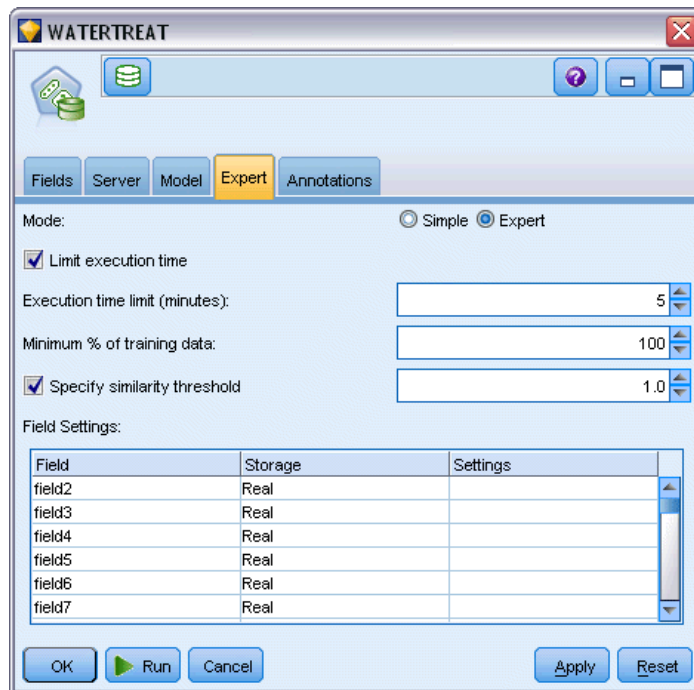 WATERTREAT
Fields Server Model Expert Annotations
Mode: Simple Expert
Limit execution time
Execution time limit (minutes): 5
Minimum % of training data: 100
Specify similarity threshold 1.0
Field Settings:
Field Storage Settings
field2 Real
field3 Real
field4 Real
field5 Real
field6 Real
field7 Real
OK Run Cancel Apply Reset